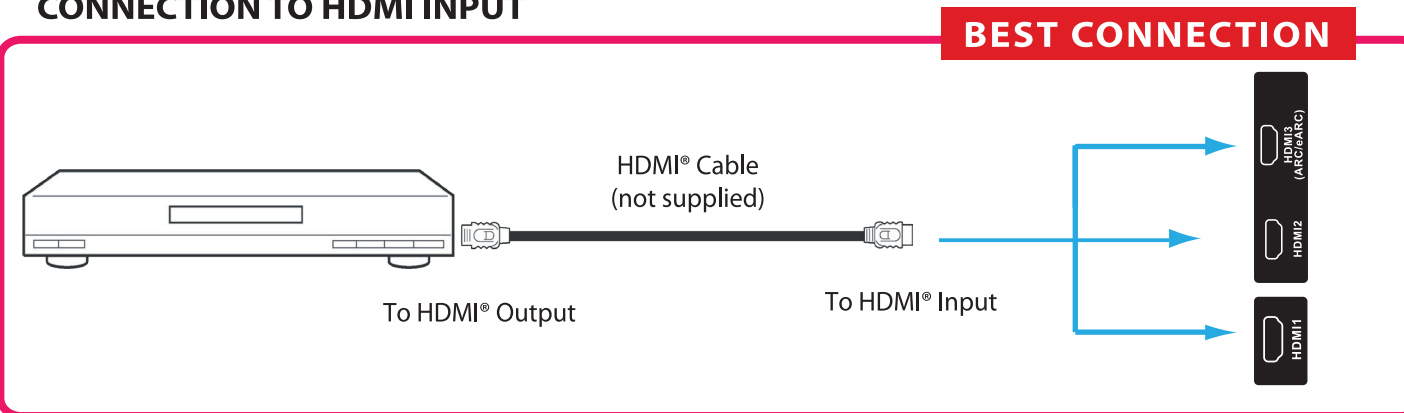 CONNECTION TO HDMI INPUT
BEST CONNECTION
HDMI® Cable
(not supplied)
To HDMI® Output
To HDMI® Input
HDMI3
(ARC/eARC)
HDMI2
HDMI1